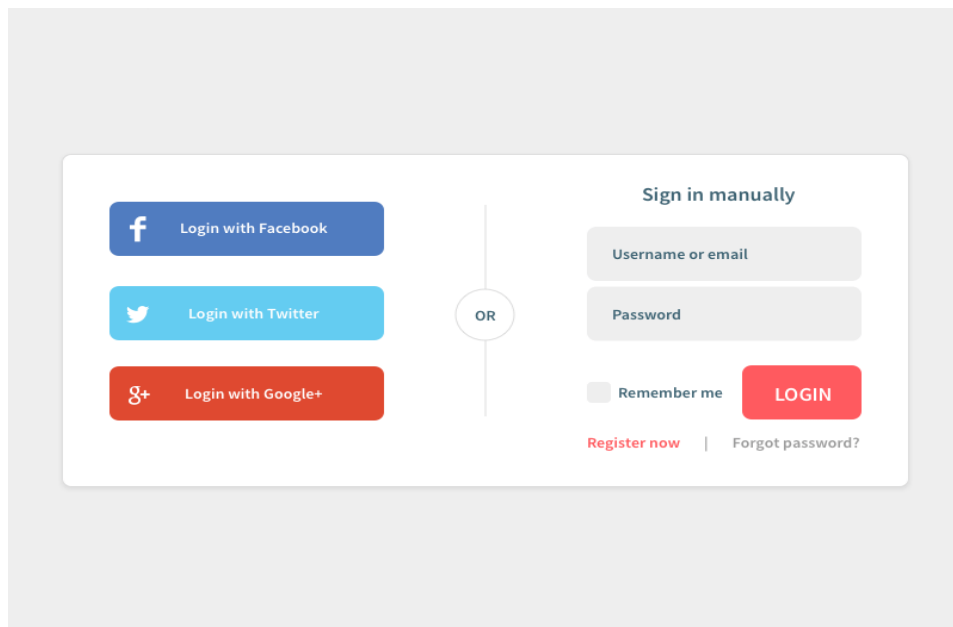 Login with Facebook
Login with Twitter
Login with Google+
OR
Sign in manually
Username or email
Password
Remember me
LOGIN
Register now | Forgot password?